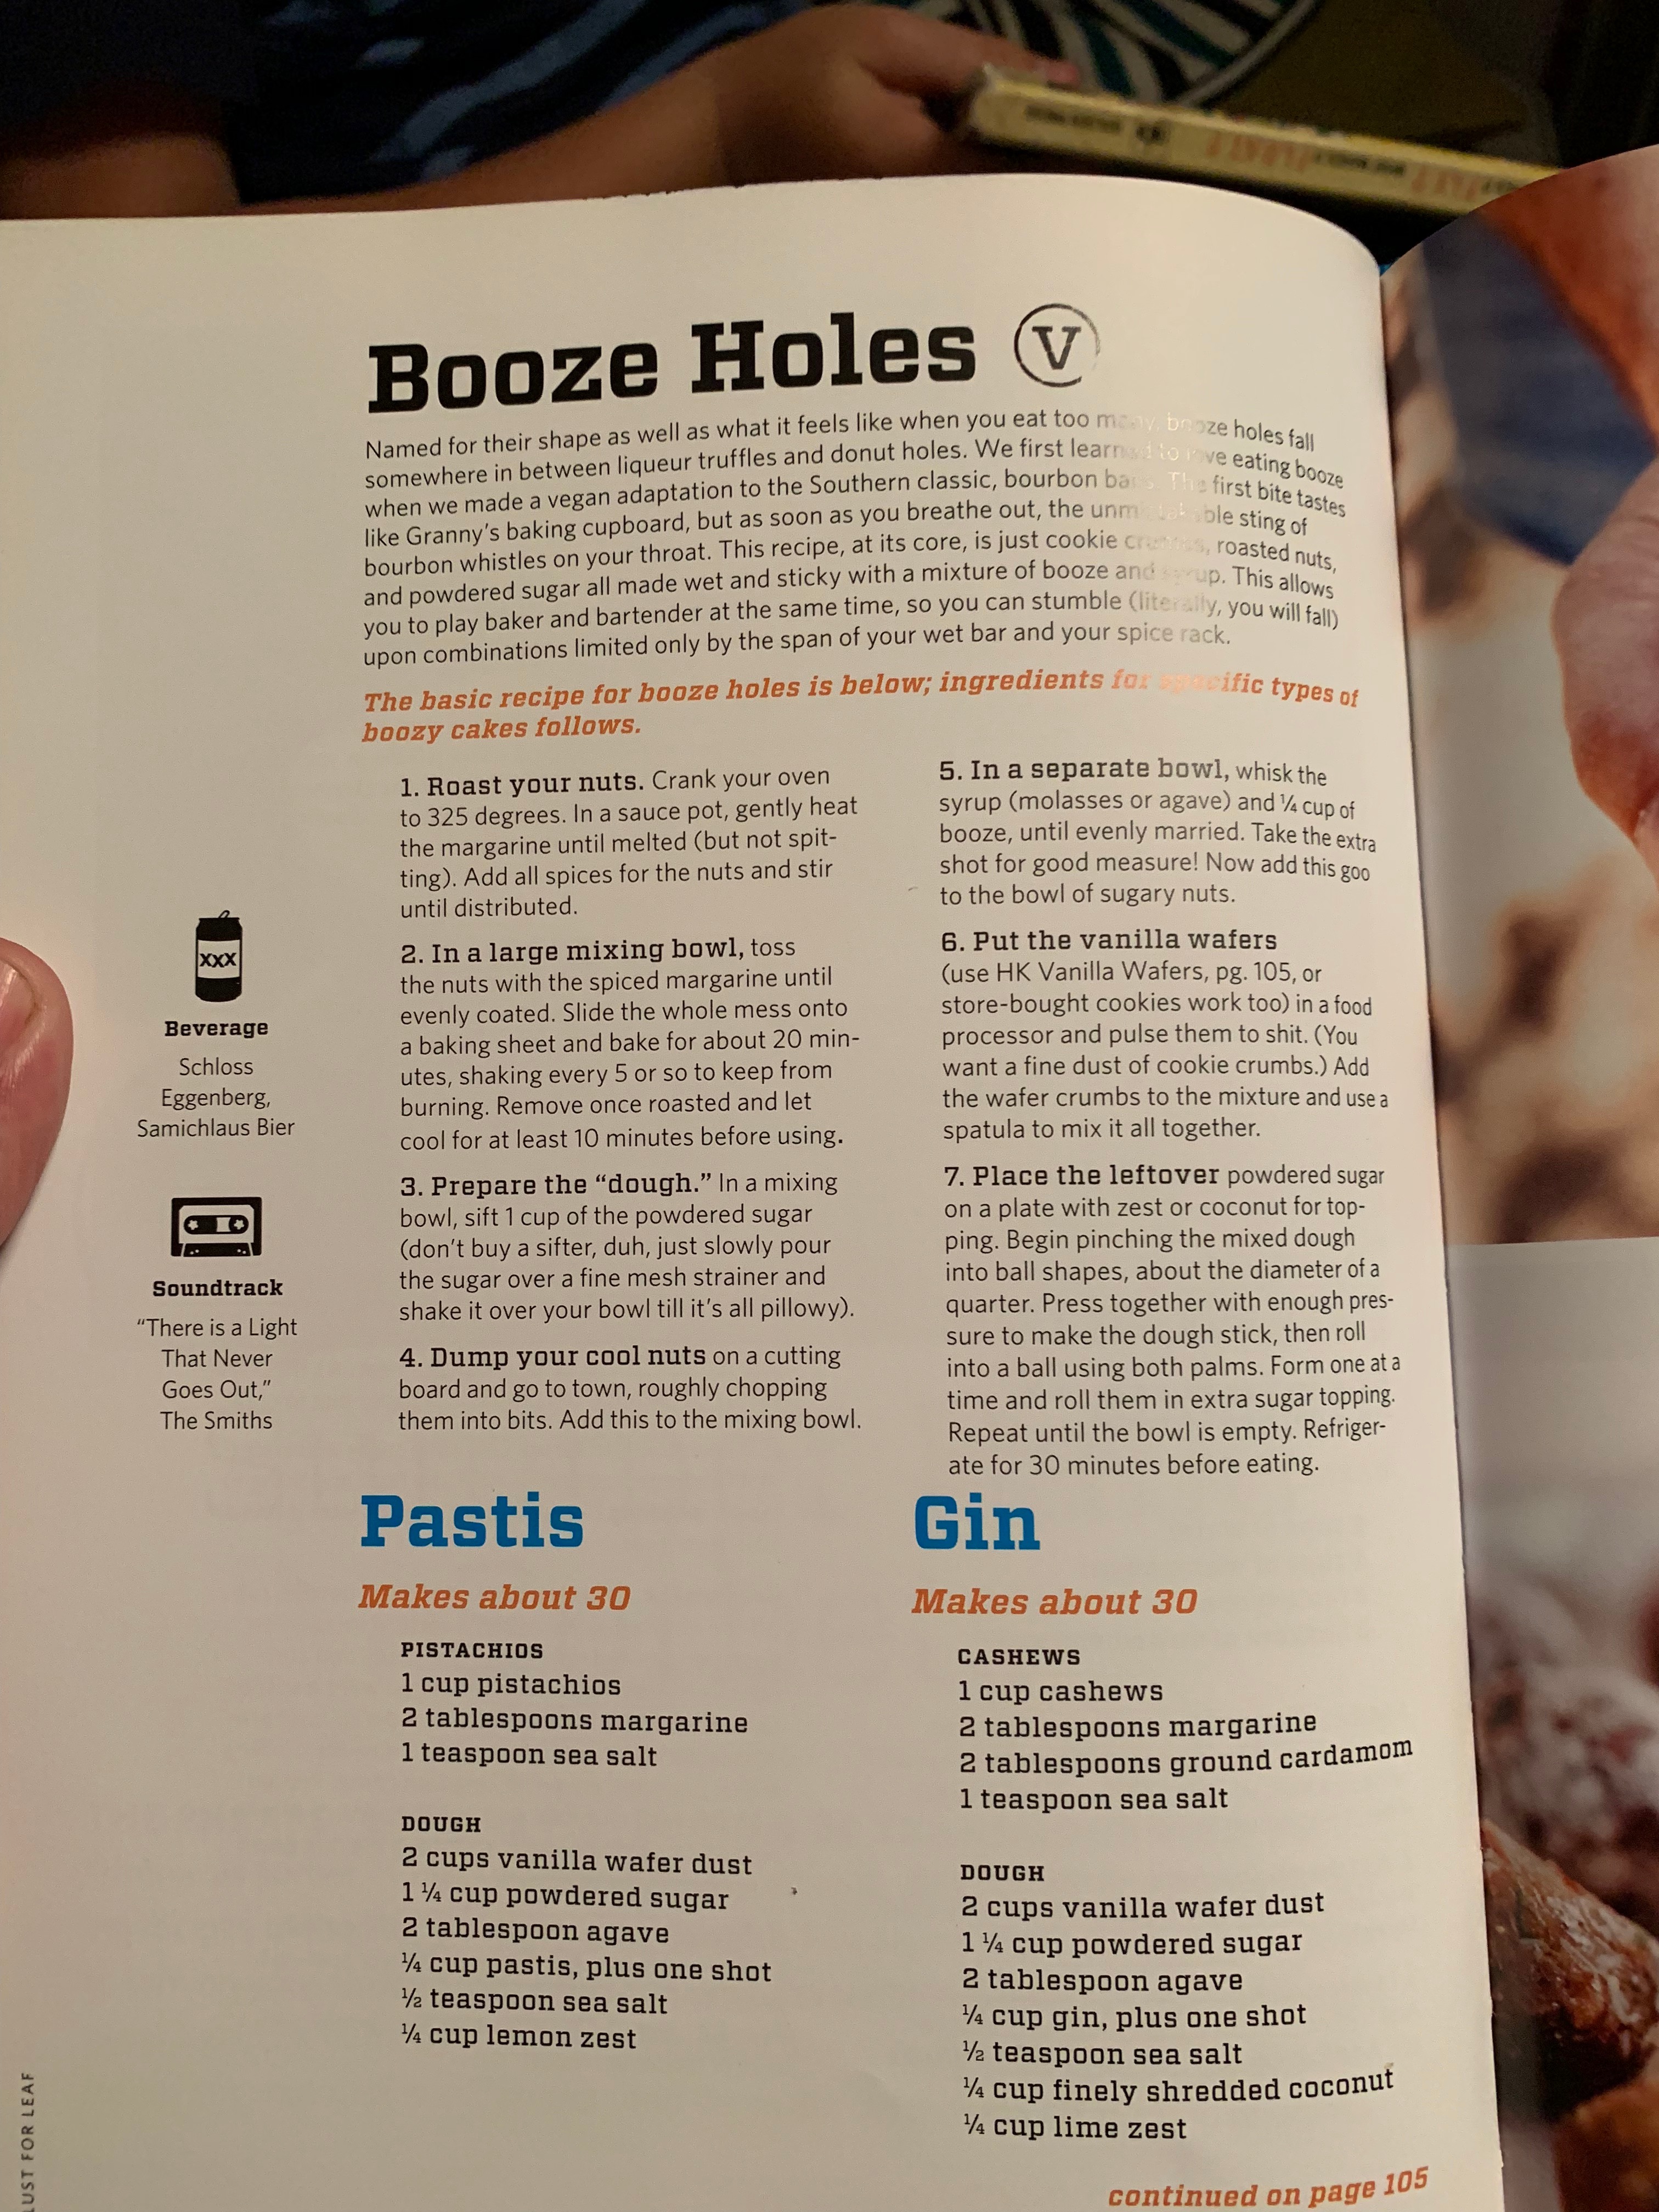 Booze Holes V
Named for their shape as well as what it feels like when you eat too many, booze holes fall
somewhere in between liqueur truffles and donut holes. We first learned to love eating booze
when we made a vegan adaptation to the Southern classic, bourbon balls. The first bite tastes
like Granny's baking cupboard, but as soon as you breathe out, the unmistakable sting of
bourbon whistles on your throat. This recipe, at its core, is just cookie crumbs, roasted nuts,
and powdered sugar all made wet and sticky with a mixture of booze and syrup. This allows
you to play baker and bartender at the same time, so you can stumble (literally, you will fall)
upon combinations limited only by the span of your wet bar and your spice rack.
The basic recipe for booze holes is below; ingredients for specific types of
boozy cakes follows.
1. Roast your nuts. Crank your oven
to 325 degrees. In a sauce pot, gently heat
the margarine until melted (but not spit-
ting). Add all spices for the nuts and stir
until distributed.
2. In a large mixing bowl, toss
the nuts with the spiced margarine until
evenly coated. Slide the whole mess onto
a baking sheet and bake for about 20 min-
utes, shaking every 5 or so to keep from
burning. Remove once roasted and let
cool for at least 10 minutes before using.
3. Prepare the “dough.” In a mixing
bowl, sift 1 cup of the powdered sugar
(don't buy a sifter, duh, just slowly pour
the sugar over a fine mesh strainer and
shake it over your bowl till it's all pillowy).
4. Dump your cool nuts on a cutting
board and go to town, roughly chopping
them into bits. Add this to the mixing bowl.
5. In a separate bowl, whisk the
syrup (molasses or agave) and ¼ cup of
booze, until evenly married. Take the extra
shot for good measure! Now add this goo
to the bowl of sugary nuts.
6. Put the vanilla wafers
(use HK Vanilla Wafers, pg. 105, or
store-bought cookies work too) in a food
processor and pulse them to shit. (You
want a fine dust of cookie crumbs.) Add
the wafer crumbs to the mixture and use a
spatula to mix it all together.
7. Place the leftover powdered sugar
on a plate with zest or coconut for top-
ping. Begin pinching the mixed dough
into ball shapes, about the diameter of a
quarter. Press together with enough pres-
sure to make the dough stick, then roll
into a ball using both palms. Form one at a
time and roll them in extra sugar topping.
Repeat until the bowl is empty. Refriger-
ate for 30 minutes before eating.
XXX
Beverage
Schloss
Eggenberg,
Samichlaus Bier
Soundtrack
“There is a Light
That Never
Goes Out,”
The Smiths
Pastis
Makes about 30
PISTACHIOS
1 cup pistachios
2 tablespoons margarine
1 teaspoon sea salt
DOUGH
2 cups vanilla wafer dust
1 ¼ cup powdered sugar
2 tablespoon agave
¼ cup pastis, plus one shot
½ teaspoon sea salt
¼ cup lemon zest
Gin
Makes about 30
CASHEWS
1 cup cashews
2 tablespoons margarine
2 tablespoons ground cardamom
1 teaspoon sea salt
DOUGH
2 cups vanilla wafer dust
1 ¼ cup powdered sugar
2 tablespoon agave
¼ cup gin, plus one shot
½ teaspoon sea salt
¼ cup finely shredded coconut
¼ cup lime zest
continued on page 105
LUST FOR LEAF